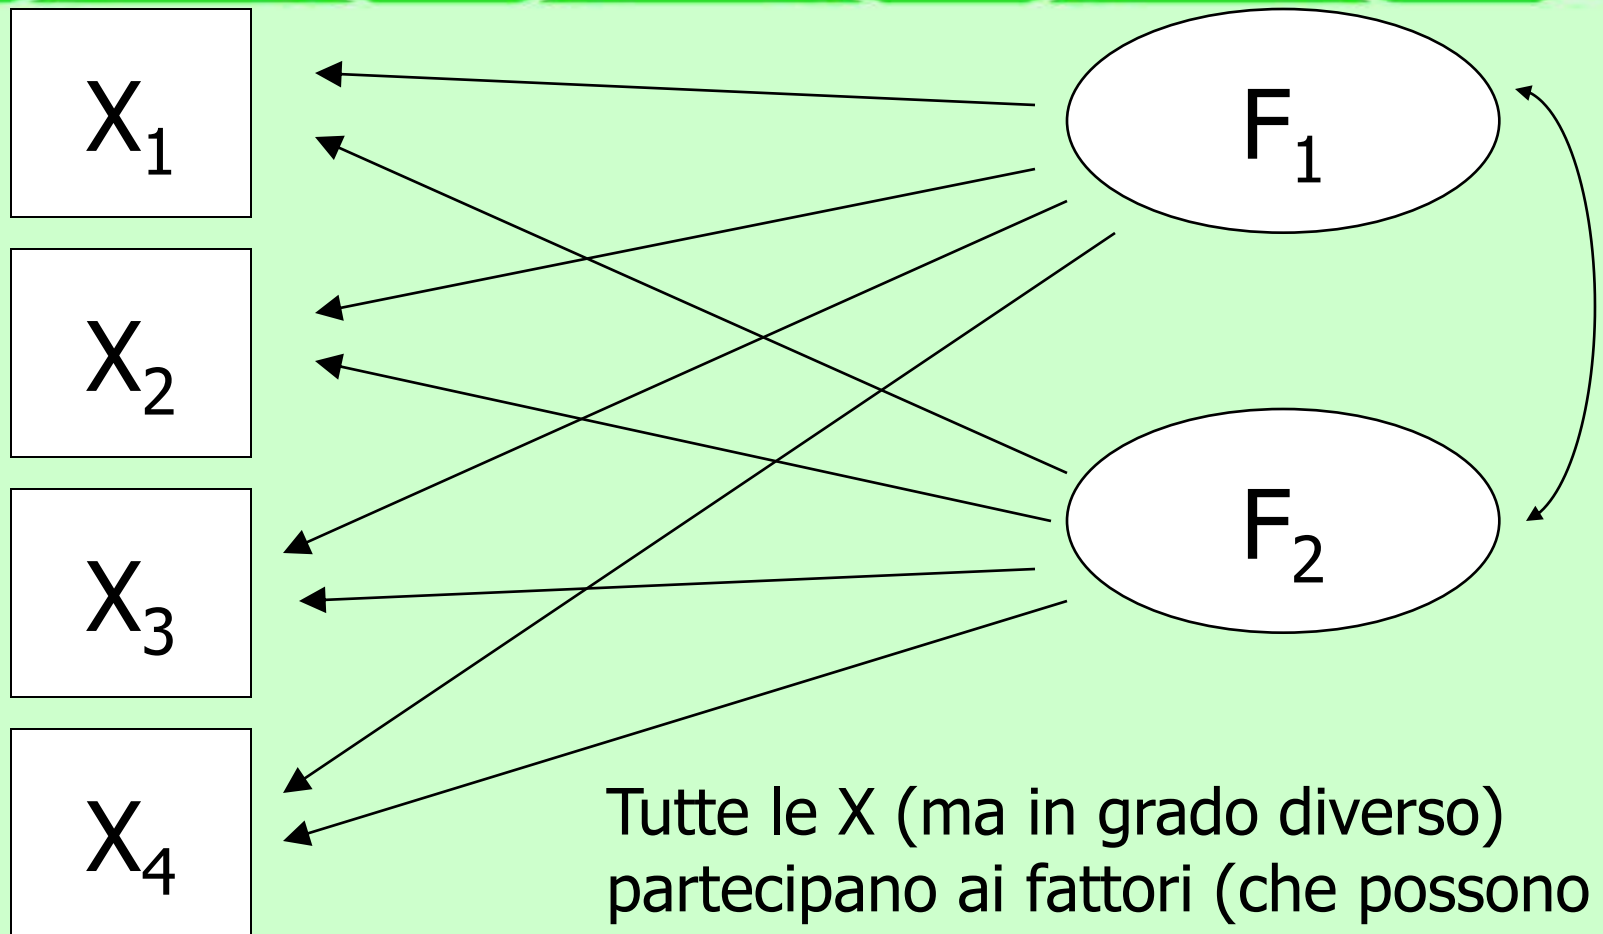 X₁
F₁
X₂
F₂
X₃
X₄
Tutte le X (ma in grado diverso)
partecipano ai fattori (che possono